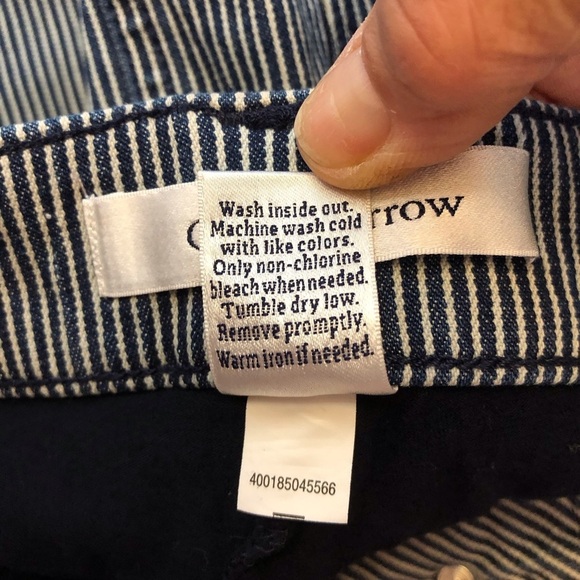 rrow
Wash inside out.
Machine wash cold
with like colors.
Only non-chlorine
bleach when needed.
Tumble dry low.
Remove promptly.
Warm iron if needed.
400185045566